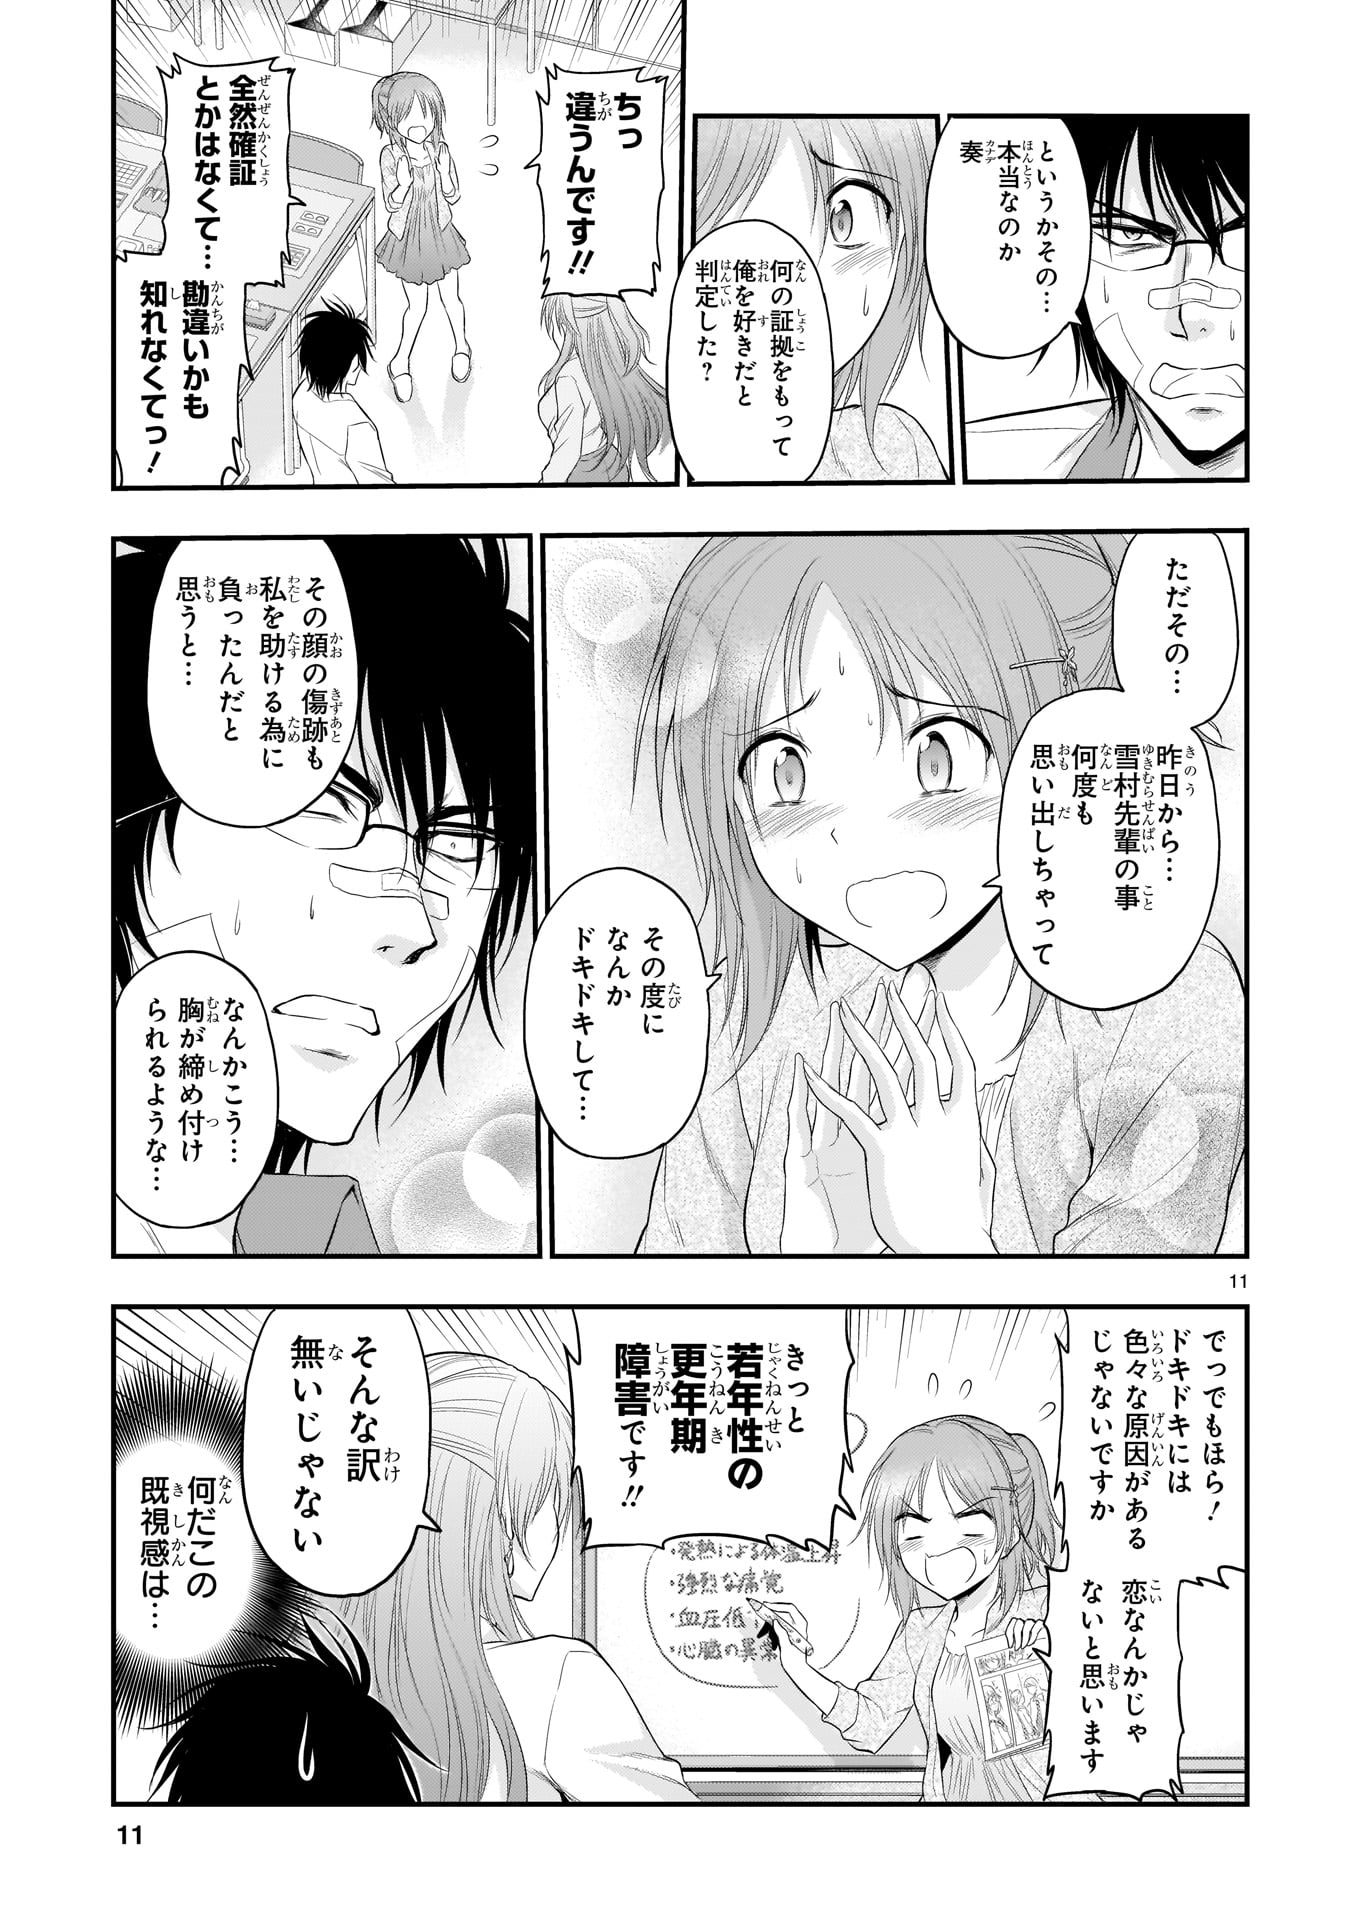 というかその…
本当なのか
奏
何の証拠をもって
俺を好きだと
判定した?
ちっ
違うんです!!
全然確証
とかはなくて…
勘違いかも
知れなくてっ!
ただその…
昨日から…
雪村先輩の事
何度も
思い出しちゃって
その度に
なんか
ドキドキして…
その顔の傷跡も
私を助ける為に
負ったんだと
思うと…
なんかこう…
胸が締め付け
られるような…
11
でっでもほら!
ドキドキには
色々な原因がある
じゃないですか
恋なんかじゃ
ないと思います
きっと
若年性の
更年期
障害です!!
・発熱による体温上昇
・強烈な痛覚
・血圧低
・心臓の異常
そんな訳
無いじゃない
何だこの
既視感は…
11